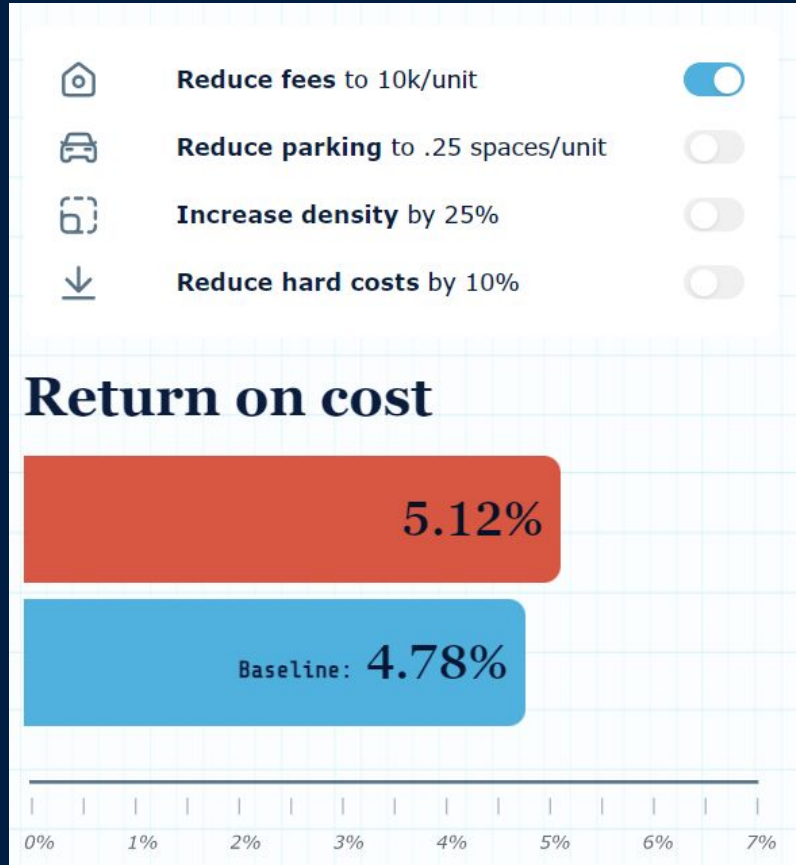 Reduce fees to 10k/unit
Reduce parking to .25 spaces/unit
Increase density by 25%
Reduce hard costs by 10%
Return on cost
5.12%
Baseline: 4.78%
0% 1% 2% 3% 4% 5% 6% 7%